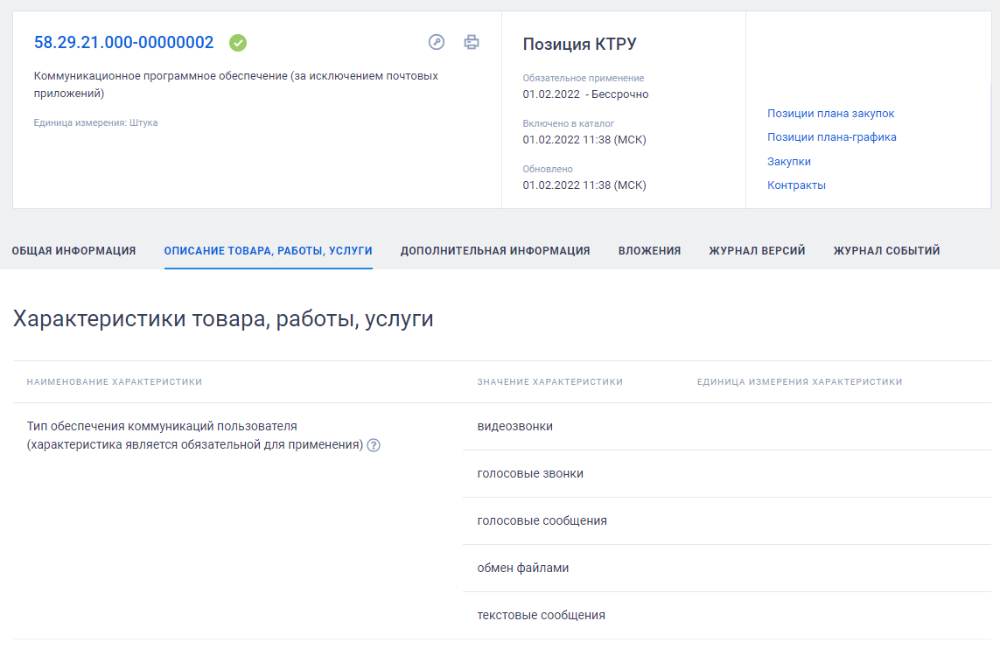 58.29.21.000-00000002
Коммуникационное программное обеспечение (за исключением почтовых
приложений)
Единица измерения: Штука
Позиция КТРУ
Обязательное применение
01.02.2022 - Бессрочно
Включено в каталог
01.02.2022 11:38 (МСК)
Обновлено
01.02.2022 11:38 (МСК)
Позиции плана закупок
Позиции плана-графика
Закупки
Контракты
ОБЩАЯ ИНФОРМАЦИЯ
ОПИСАНИЕ ТОВАРА, РАБОТЫ, УСЛУГИ
ДОПОЛНИТЕЛЬНАЯ ИНФОРМАЦИЯ
ВЛОЖЕНИЯ
ЖУРНАЛ ВЕРСИЙ
ЖУРНАЛ СОБЫТИЙ
Характеристики товара, работы, услуги
НАИМЕНОВАНИЕ ХАРАКТЕРИСТИКИ
ЗНАЧЕНИЕ ХАРАКТЕРИСТИКИ
ЕДИНИЦА ИЗМЕРЕНИЯ ХАРАКТЕРИСТИКИ
Тип обеспечения коммуникаций пользователя
(характеристика является обязательной для применения) ?
видеозвонки
голосовые звонки
голосовые сообщения
обмен файлами
текстовые сообщения